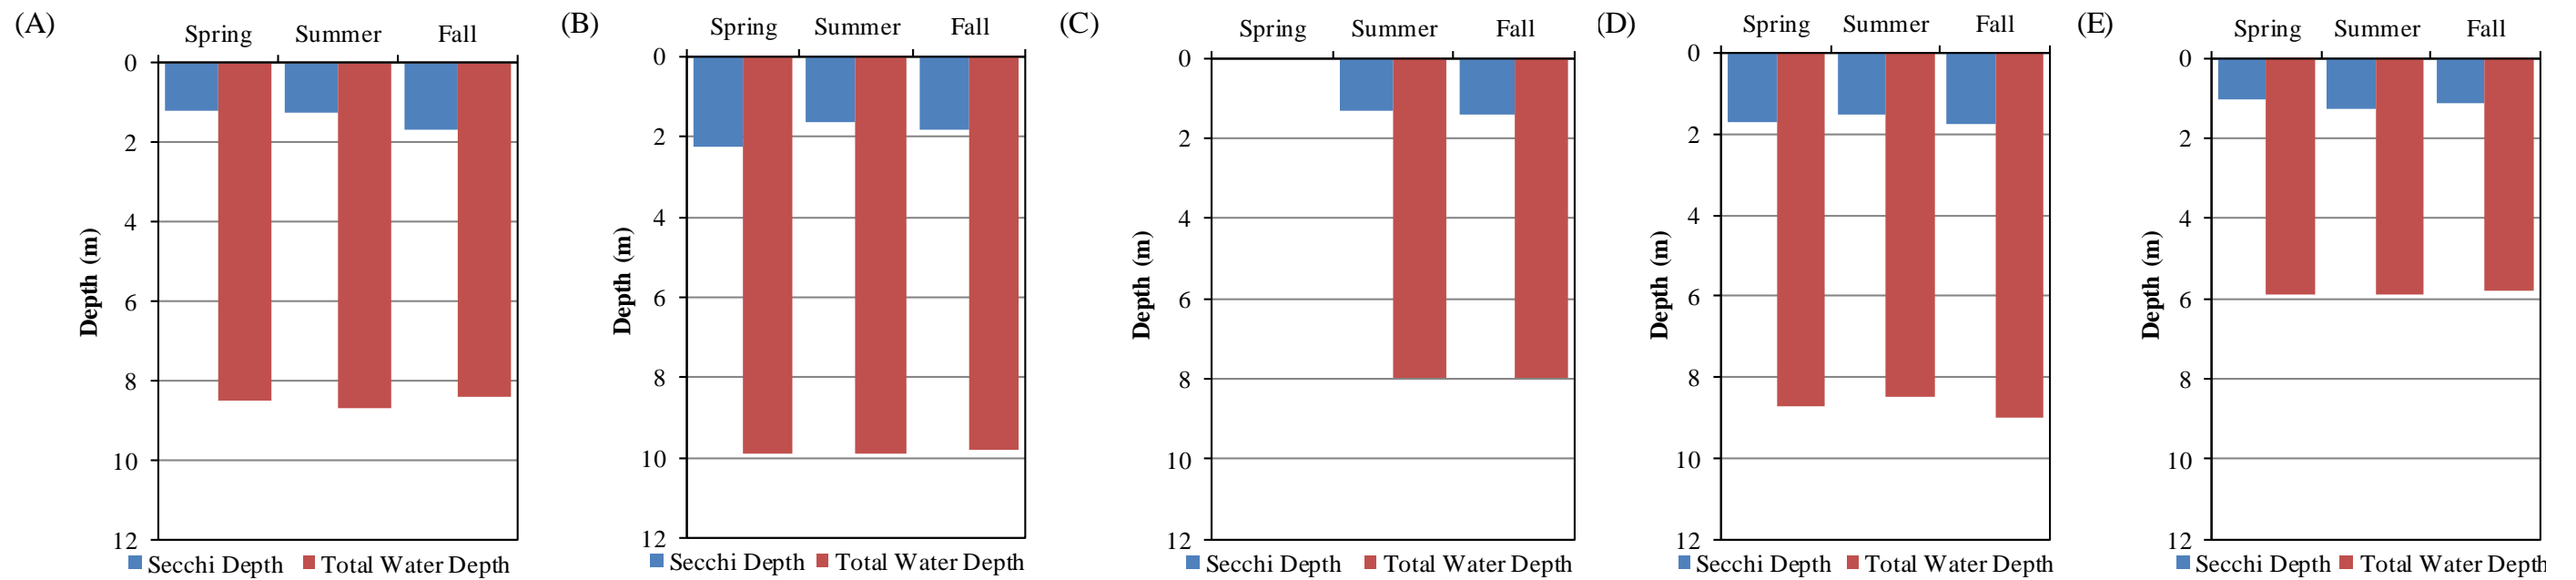 (A)
Spring Summer Fall
0
2
4
6
8
10
12
Depth (m)
Secchi Depth Total Water Depth
(B)
Spring Summer Fall
0
2
4
6
8
10
12
Depth (m)
Secchi Depth Total Water Depth
(C)
Spring Summer Fall
0
2
4
6
8
10
12
Depth (m)
Secchi Depth Total Water Depth
(D)
Spring Summer Fall
0
2
4
6
8
10
12
Depth (m)
Secchi Depth Total Water Depth
(E)
Spring Summer Fall
0
2
4
6
8
10
12
Depth (m)
Secchi Depth Total Water Depth